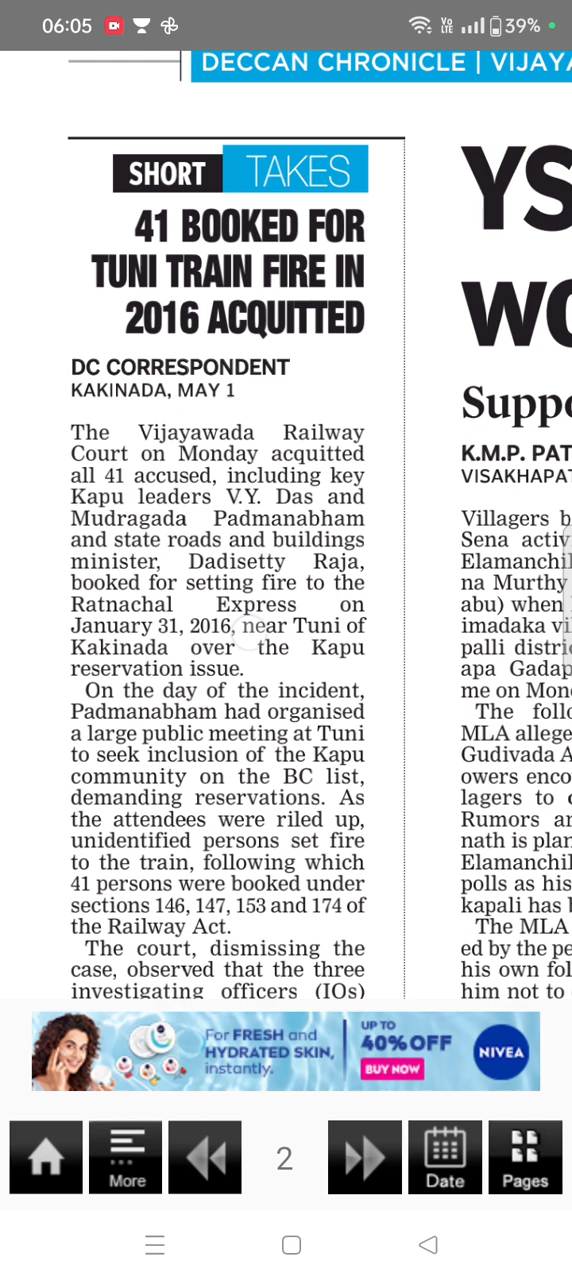 06:05
Vo
LTE
39%
DECCAN CHRONICLE | VIJAYA
SHORT TAKES
41 BOOKED FOR
TUNI TRAIN FIRE IN
2016 ACQUITTED
DC CORRESPONDENT
KAKINADA, MAY 1
The Vijayawada Railway
Court on Monday acquitted
all 41 accused, including key
Kapu leaders V.Y. Das and
Mudragada Padmanabham
and state roads and buildings
minister, Dadisetty Raja,
booked for setting fire to the
Ratnachal Express on
January 31, 2016, near Tuni of
Kakinada over the Kapu
reservation issue.
On the day of the incident,
Padmanabham had organised
a large public meeting at Tuni
to seek inclusion of the Kapu
community on the BC list,
demanding reservations. As
the attendees were riled up,
unidentified persons set fire
to the train, following which
41 persons were booked under
sections 146, 147, 153 and 174 of
the Railway Act.
The court, dismissing the
case, observed that the three
investigating officers (IOs)
YS
WO
Suppo
K.M.P. PAT
VISAKHAPAT
Villagers b
Sena activ
Elamanchil
na Murthy
abu) when
imadaka vi
palli distri
apa Gadap
me on Mon
The follo
MLA allege
Gudivada A
owers enco
lagers to
Rumors ar
nath is plan
Elamanchil
polls as his
kapali has
The MLA
ed by the pe
his own fol
him not to
For FRESH and
HYDRATED SKIN,
instantly.
UP TO
40% OFF
BUY NOW
NIVEA
More
2
Date
Pages